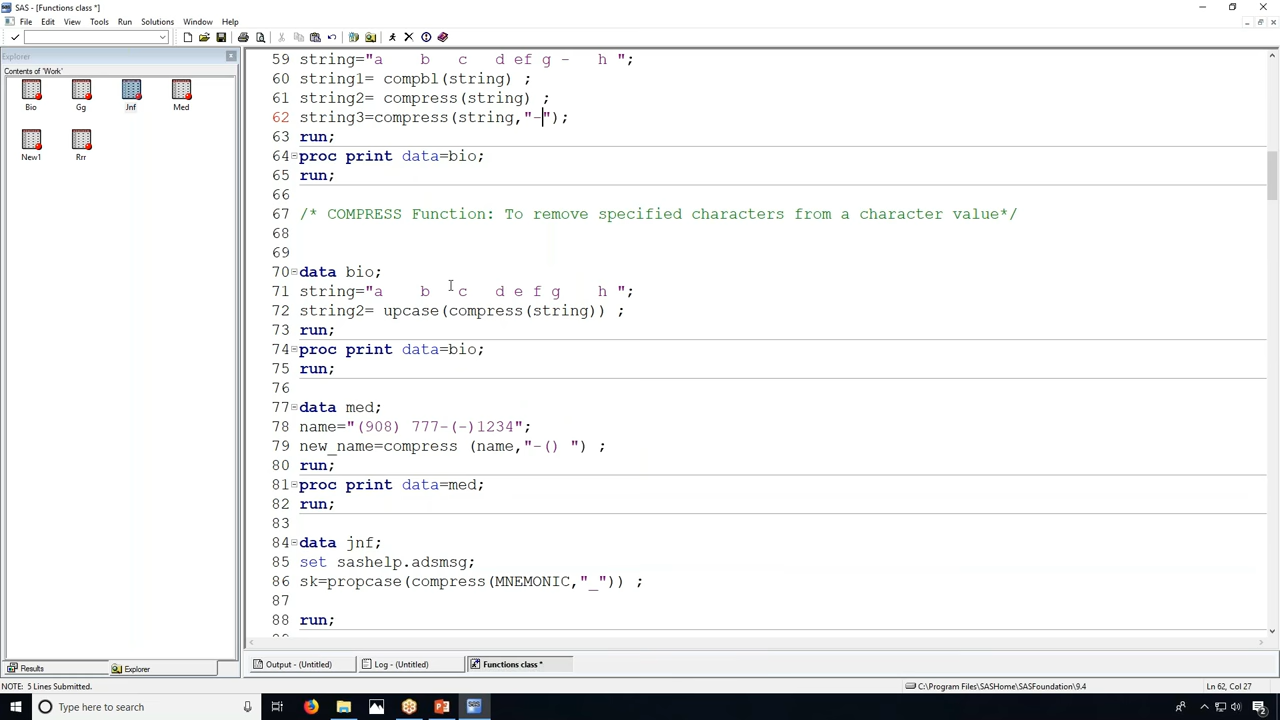 SAS - [Functions class *]
File Edit View Tools Run Solutions Window Help
Explorer
Contents of 'Work'
Bio Gg Jnf Med
New1 Rrr
59 string="a    b   c   d ef g -   h ";
60 string1= compbl(string) ;
61 string2= compress(string) ;
62 string3=compress(string,"-");
63 run;
64 proc print data=bio;
65 run;
66
67 /* COMPRESS Function: To remove specified characters from a character value*/
68
69
70 data bio;
71 string="a    b   c   d e f g    h ";
72 string2= upcase(compress(string)) ;
73 run;
74 proc print data=bio;
75 run;
76
77 data med;
78 name="(908) 777-(-)1234";
79 new_name=compress (name,"-() ") ;
80 run;
81 proc print data=med;
82 run;
83
84 data jnf;
85 set sashelp.adsmsg;
86 sk=propcase(compress(MNEMONIC,"_")) ;
87
88 run;
Results Explorer
Output - (Untitled) Log - (Untitled) Functions class *
NOTE: 5 Lines Submitted.
C:\Program Files\SASHome\SASFoundation\9.4
Ln 62, Col 27
Type here to search